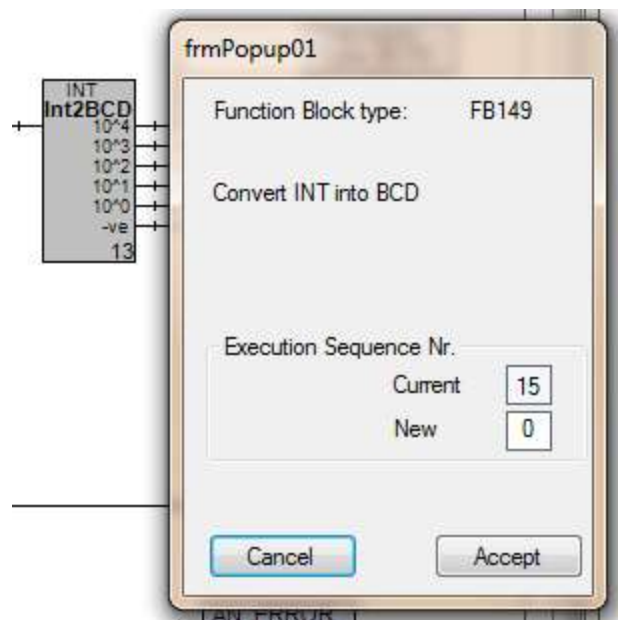 frmPopup01
INT
Int2BCD
10^4
10^3
10^2
10^1
10^0
-ve
13
Function Block type: FB149
Convert INT into BCD
Execution Sequence Nr.
Current 15
New 0
Cancel Accept
AN_ERROR